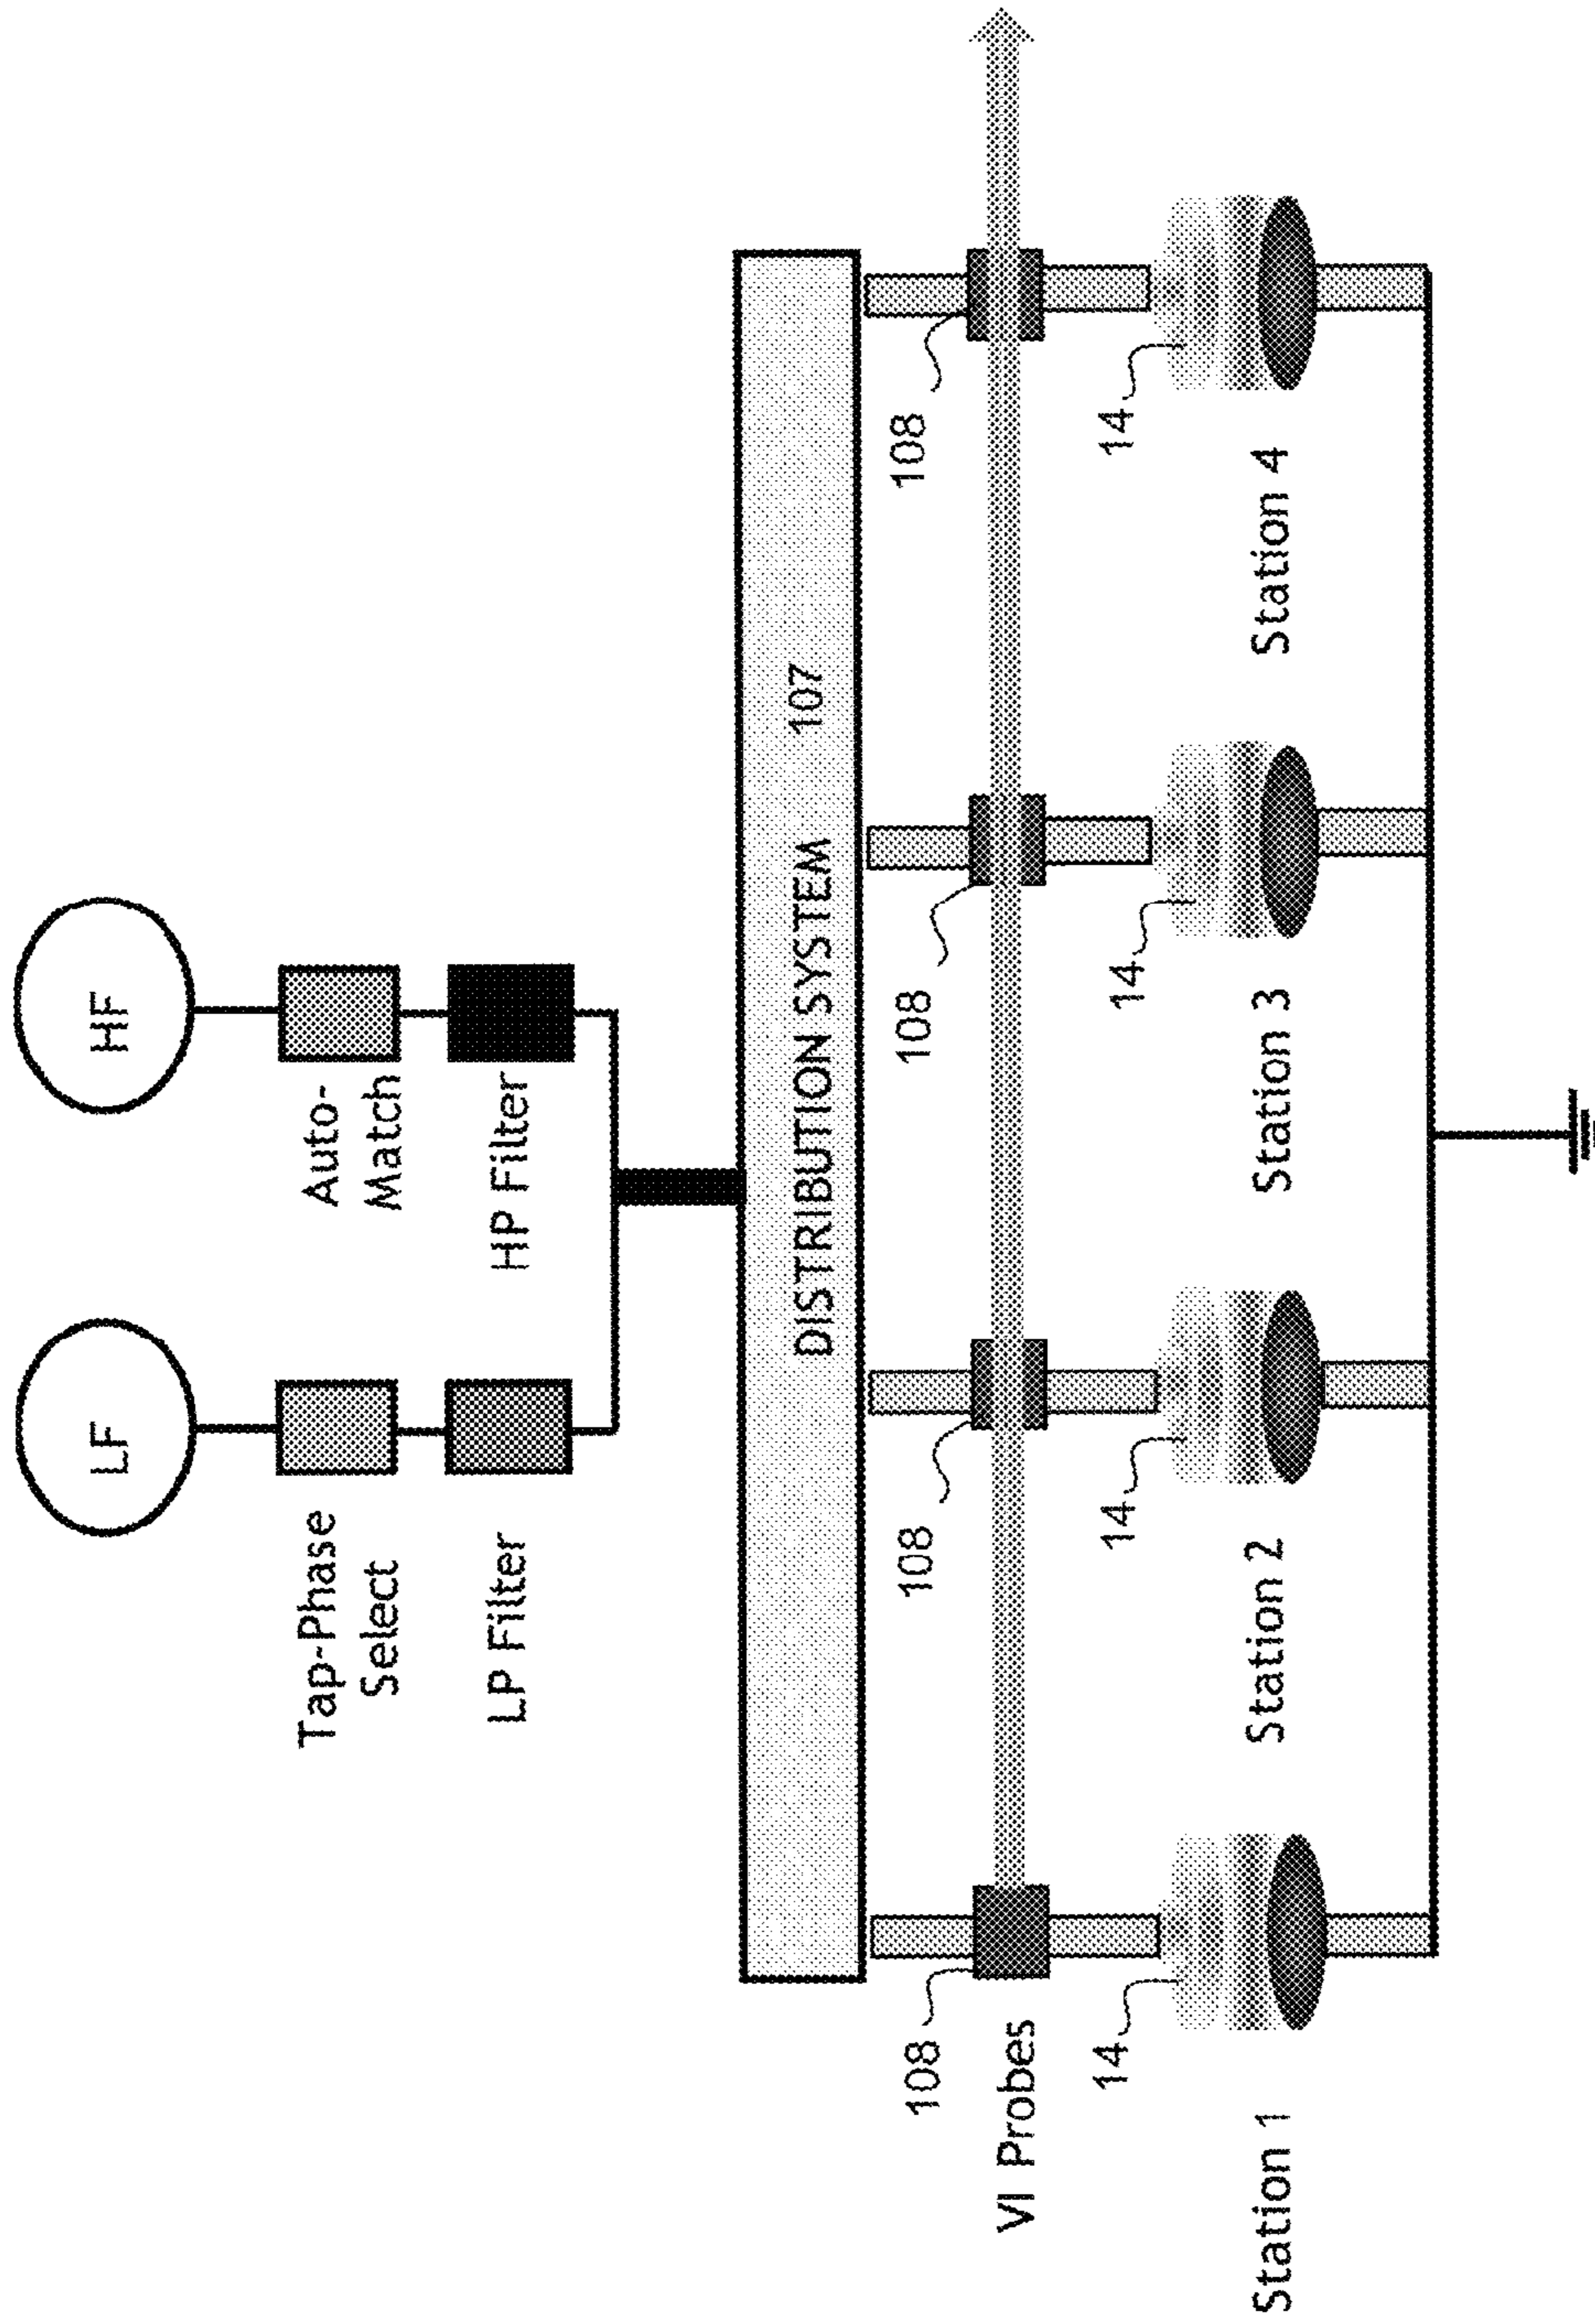 LF
HF
Tap-Phase
Select
Auto-
Match
LP Filter
HP Filter
DISTRIBUTION SYSTEM 107
108
108
108
108
VI Probes
14
14
14
14
Station 1
Station 2
Station 3
Station 4